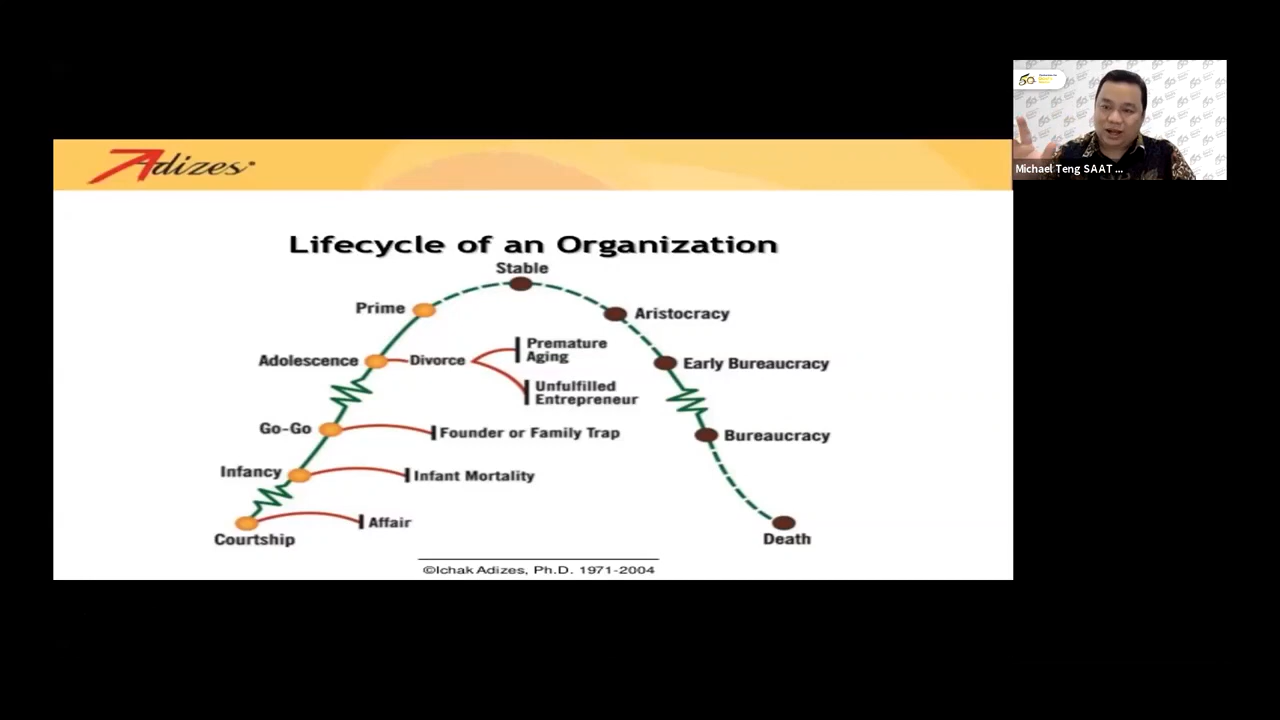 Adizes
Lifecycle of an Organization
Stable
Prime
Aristocracy
Adolescence
Divorce
Premature
Aging
Early Bureaucracy
Unfulfilled
Entrepreneur
Go-Go
Founder or Family Trap
Bureaucracy
Infancy
Infant Mortality
Courtship
Affair
Death
©Ichak Adizes, Ph.D. 1971-2004
50
Michael Teng SAAT ...